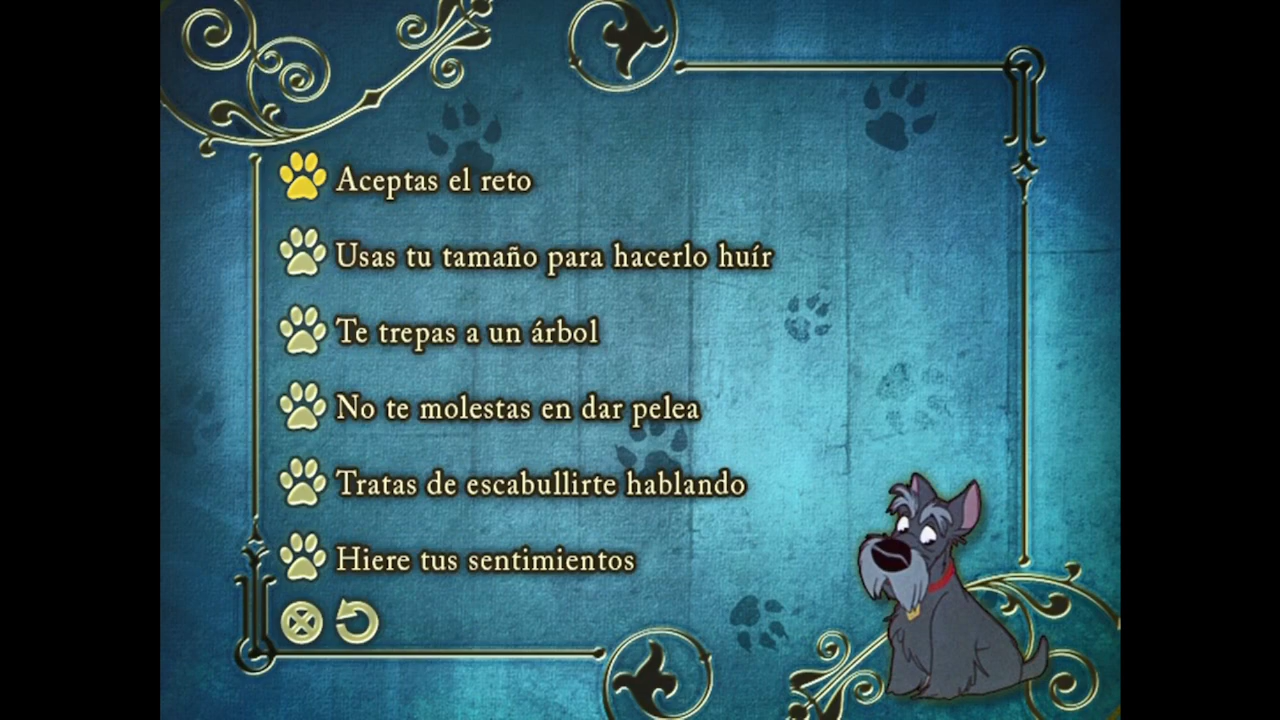 Aceptas el reto
Usas tu tamaño para hacerlo huír
Te trepas a un árbol
No te molestas en dar pelea
Tratas de escabullirte hablando
Hiere tus sentimientos